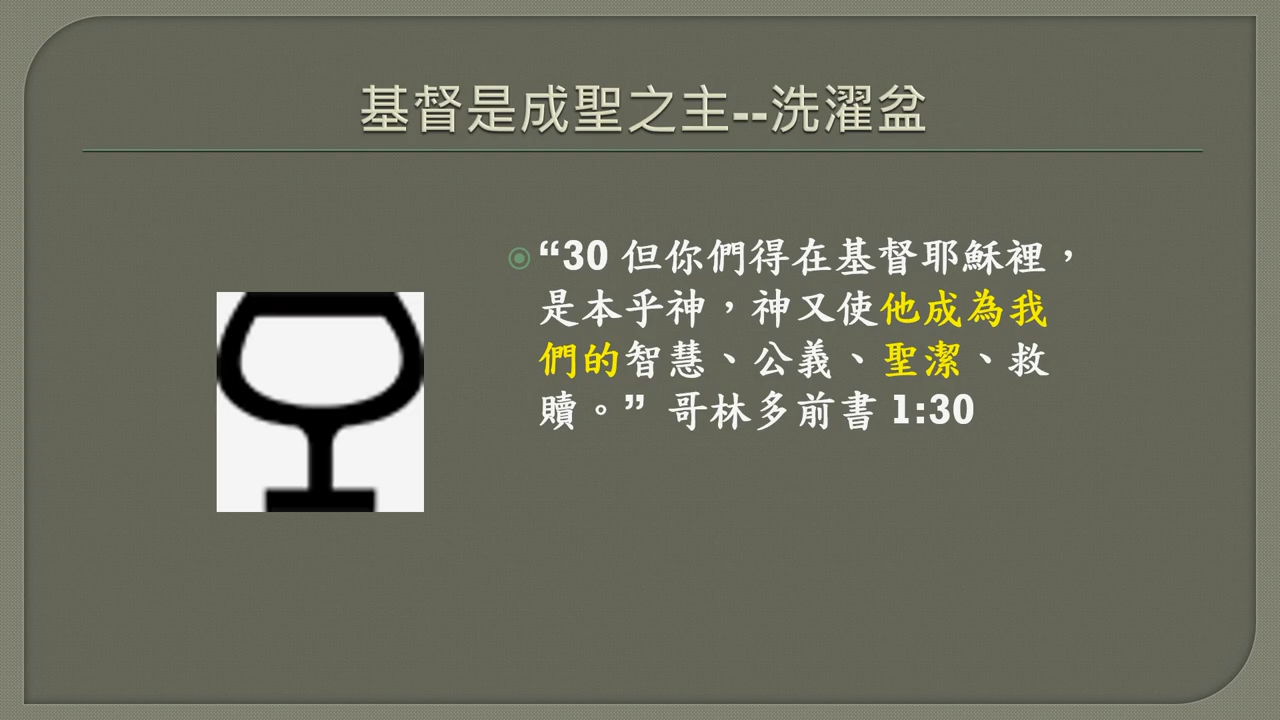 基督是成聖之主--洗濯盆
“30 但你們得在基督耶穌裡，
是本乎神，神又使他成為我
們的智慧、公義、聖潔、救
贖。” 哥林多前書 1:30